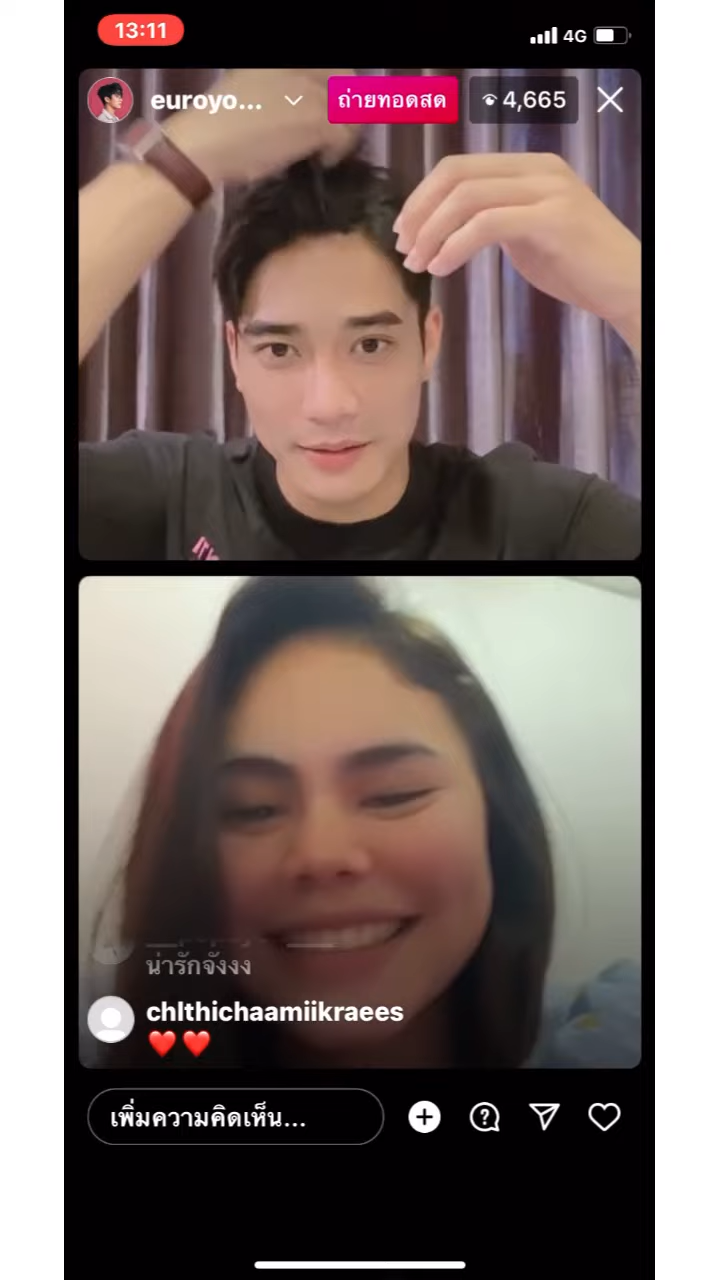 13:11
4G
euroyo...
ถ่ายทอดสด
4,665
น่ารักจังงง
chlthichaamiikraees
❤️❤️
เพิ่มความคิดเห็น...